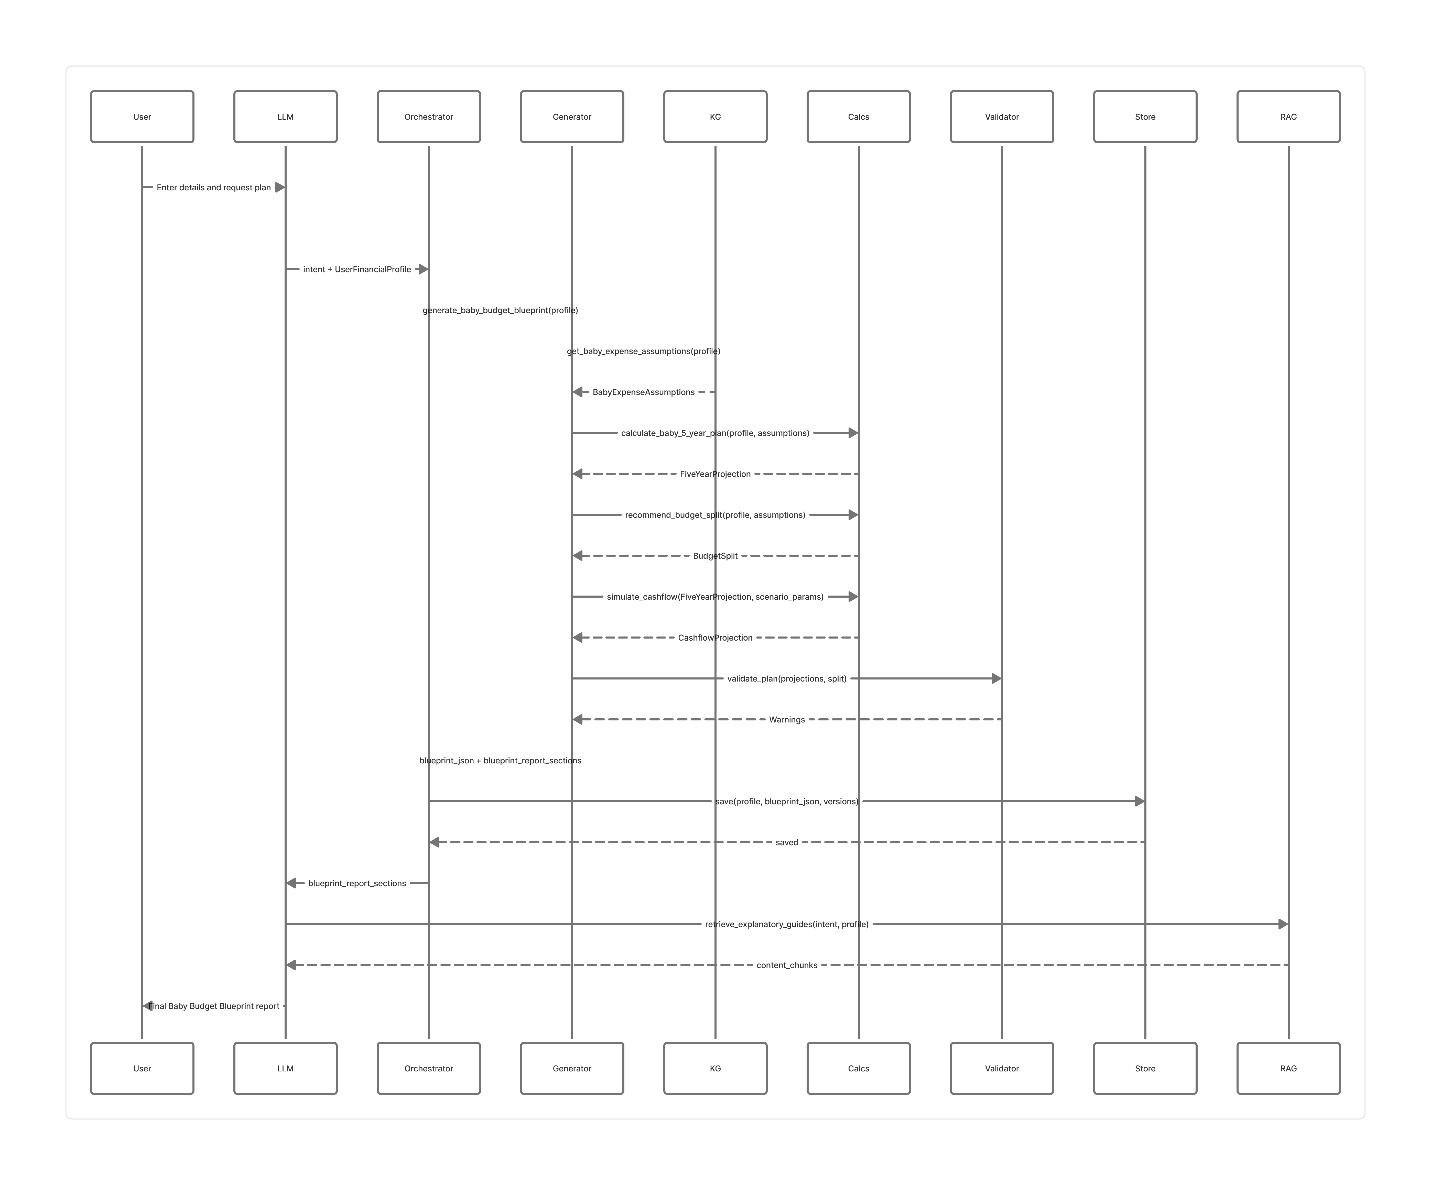 User
LLM
Orchestrator
Generator
KG
Calcs
Validator
Store
RAG
Enter details and request plan
intent + UserFinancialProfile
generate_baby_budget_blueprint(profile)
get_baby_expense_assumptions(profile)
BabyExpenseAssumptions
calculate_baby_5_year_plan(profile, assumptions)
FiveYearProjection
recommend_budget_split(profile, assumptions)
BudgetSplit
simulate_cashflow(FiveYearProjection, scenario_params)
CashflowProjection
validate_plan(projections, split)
Warnings
blueprint_json + blueprint_report_sections
save(profile, blueprint_json, versions)
saved
blueprint_report_sections
retrieve_explanatory_guides(intent, profile)
content_chunks
Final Baby Budget Blueprint report
User
LLM
Orchestrator
Generator
KG
Calcs
Validator
Store
RAG